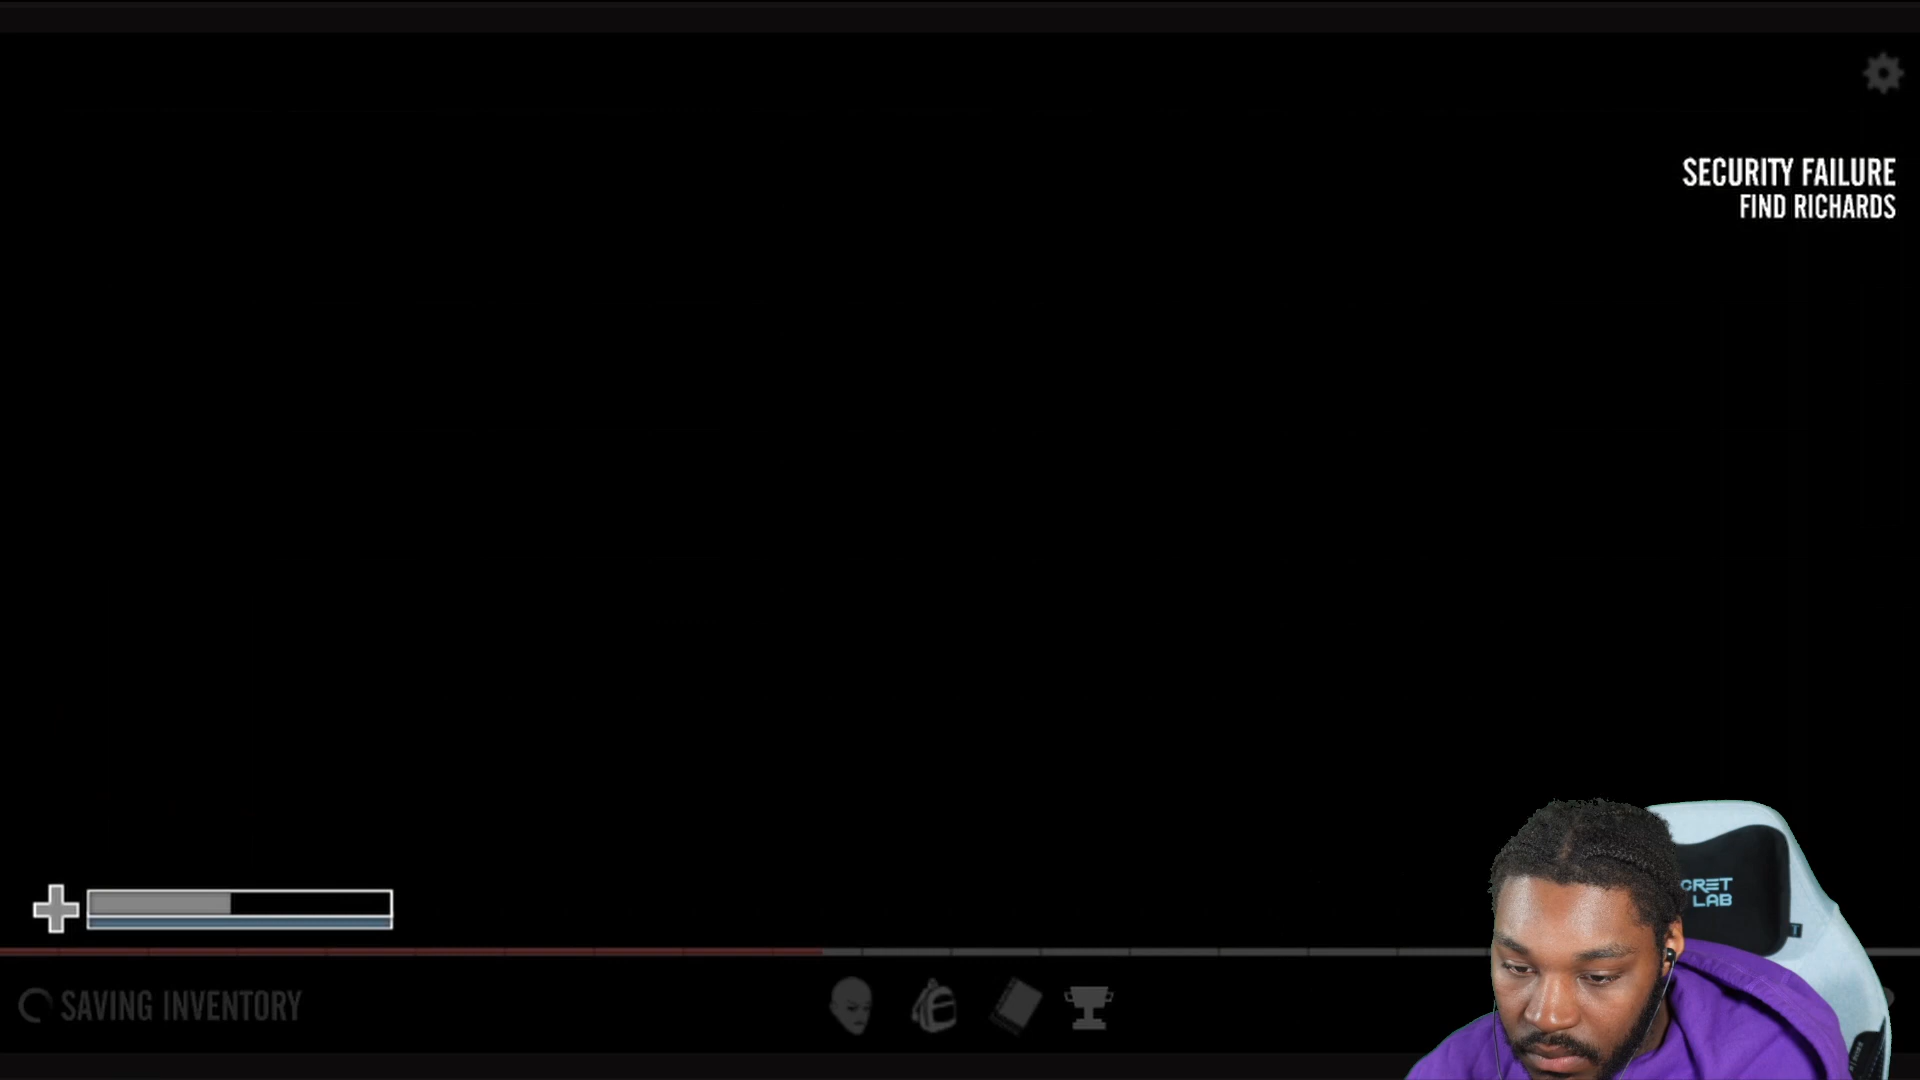 SECURITY FAILURE
FIND RICHARDS
CRET
LAB
SAVING INVENTORY